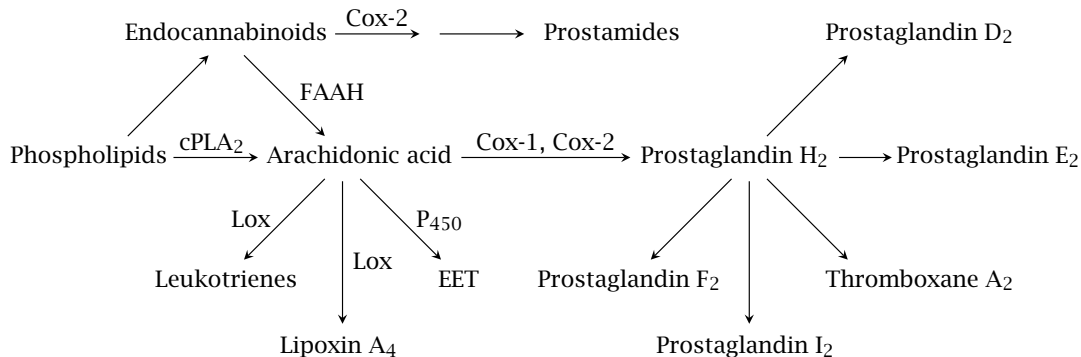 Cox-2
Endocannabinoids Prostamides Prostaglandin D₂
FAAH
cPLA₂ Cox-1, Cox-2
Phospholipids Arachidonic acid Prostaglandin H₂ Prostaglandin E₂
Lox P₄₅₀
Lox
Leukotrienes EET Prostaglandin F₂ Thromboxane A₂
Lipoxin A₄ Prostaglandin I₂